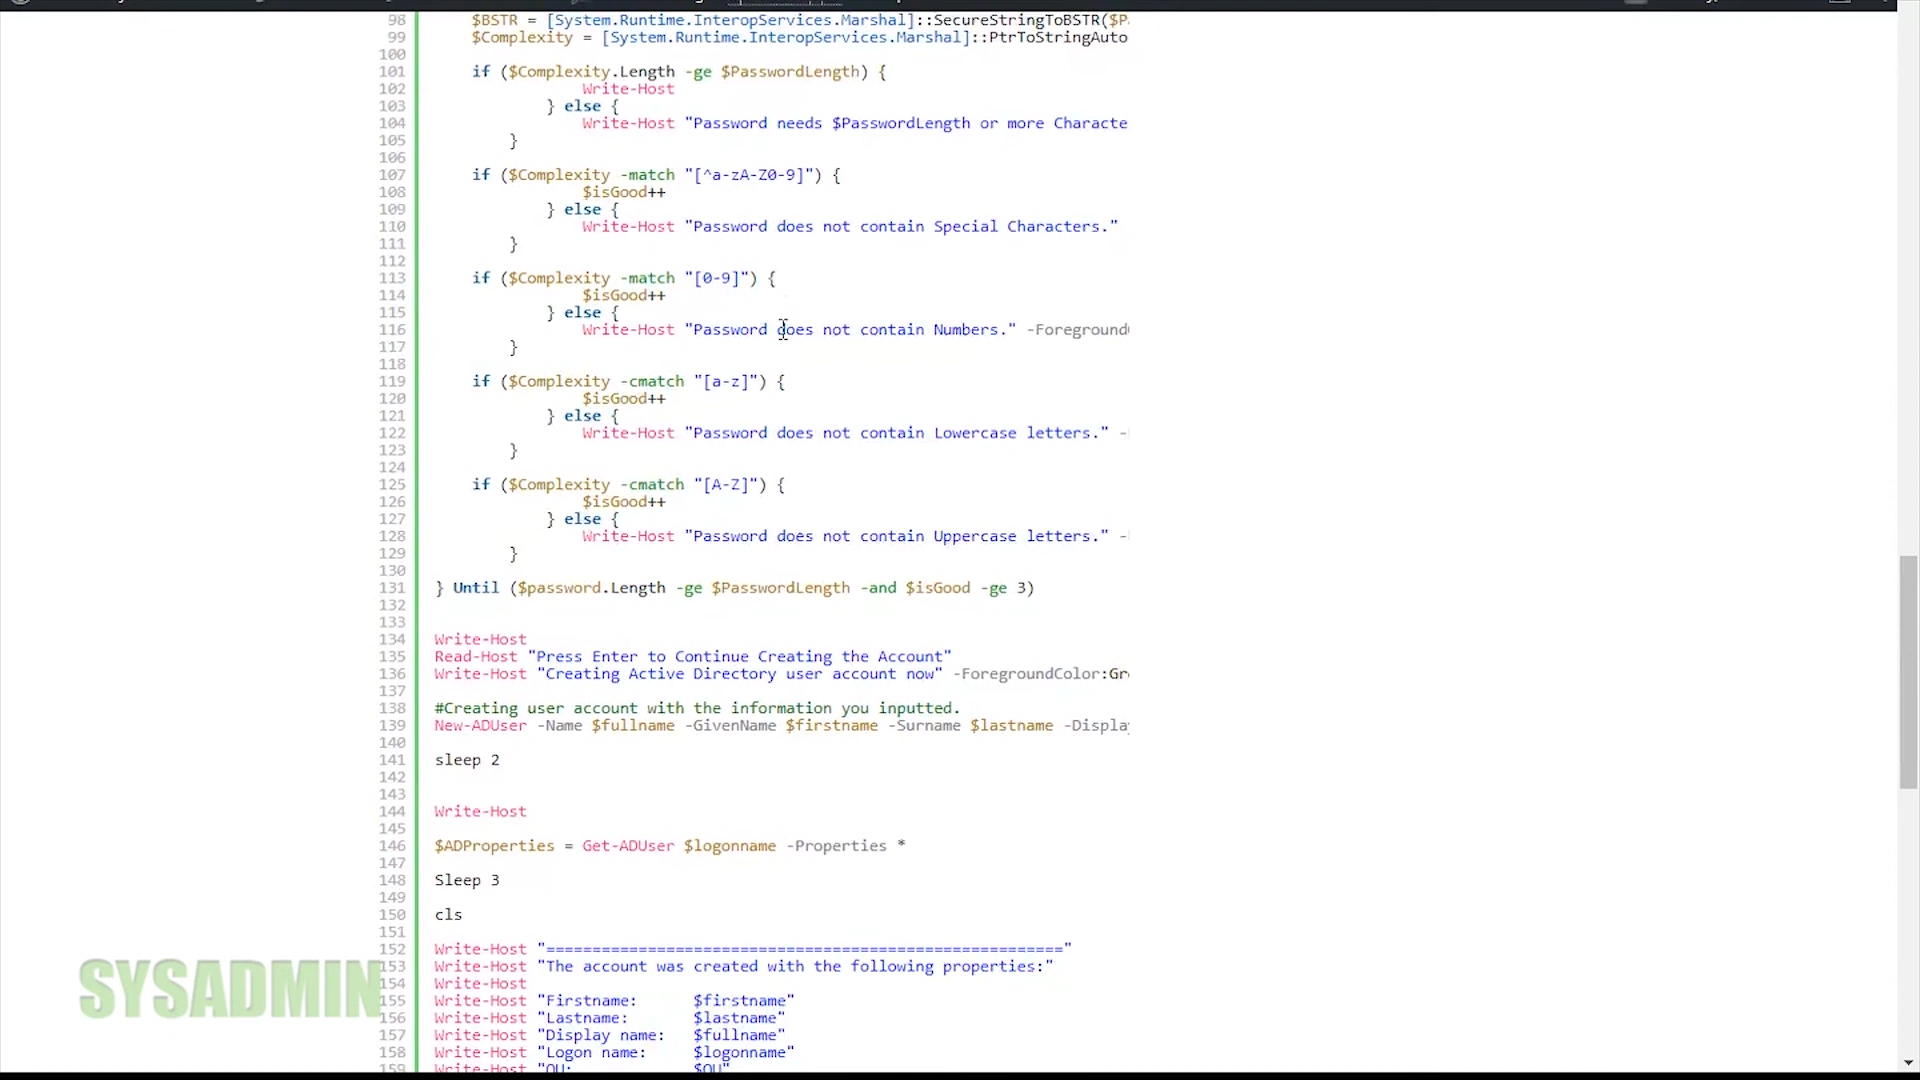 98 $BSTR = [System.Runtime.InteropServices.Marshal]::SecureStringToBSTR($P
99 $Complexity = [System.Runtime.InteropServices.Marshal]::PtrToStringAuto
100
101 if ($Complexity.Length -ge $PasswordLength) {
102 Write-Host
103 } else {
104 Write-Host "Password needs $PasswordLength or more Characte
105 }
106
107 if ($Complexity -match "[^a-zA-Z0-9]") {
108 $isGood++
109 } else {
110 Write-Host "Password does not contain Special Characters."
111 }
112
113 if ($Complexity -match "[0-9]") {
114 $isGood++
115 } else {
116 Write-Host "Password does not contain Numbers." -Foreground
117 }
118
119 if ($Complexity -cmatch "[a-z]") {
120 $isGood++
121 } else {
122 Write-Host "Password does not contain Lowercase letters." -
123 }
124
125 if ($Complexity -cmatch "[A-Z]") {
126 $isGood++
127 } else {
128 Write-Host "Password does not contain Uppercase letters." -
129 }
130
131 } Until ($password.Length -ge $PasswordLength -and $isGood -ge 3)
132
133
134 Write-Host
135 Read-Host "Press Enter to Continue Creating the Account"
136 Write-Host "Creating Active Directory user account now" -ForegroundColor:Gr
137
138 #Creating user account with the information you inputted.
139 New-ADUser -Name $fullname -GivenName $firstname -Surname $lastname -Display
140
141 sleep 2
142
143
144 Write-Host
145
146 $ADProperties = Get-ADUser $logonname -Properties *
147
148 Sleep 3
149
150 cls
151
152 Write-Host "========================================================"
153 Write-Host "The account was created with the following properties:"
154 Write-Host
155 Write-Host "Firstname: $firstname"
156 Write-Host "Lastname: $lastname"
157 Write-Host "Display name: $fullname"
158 Write-Host "Logon name: $logonname"
159 Write-Host "OU: $OU"
SYSADMIN